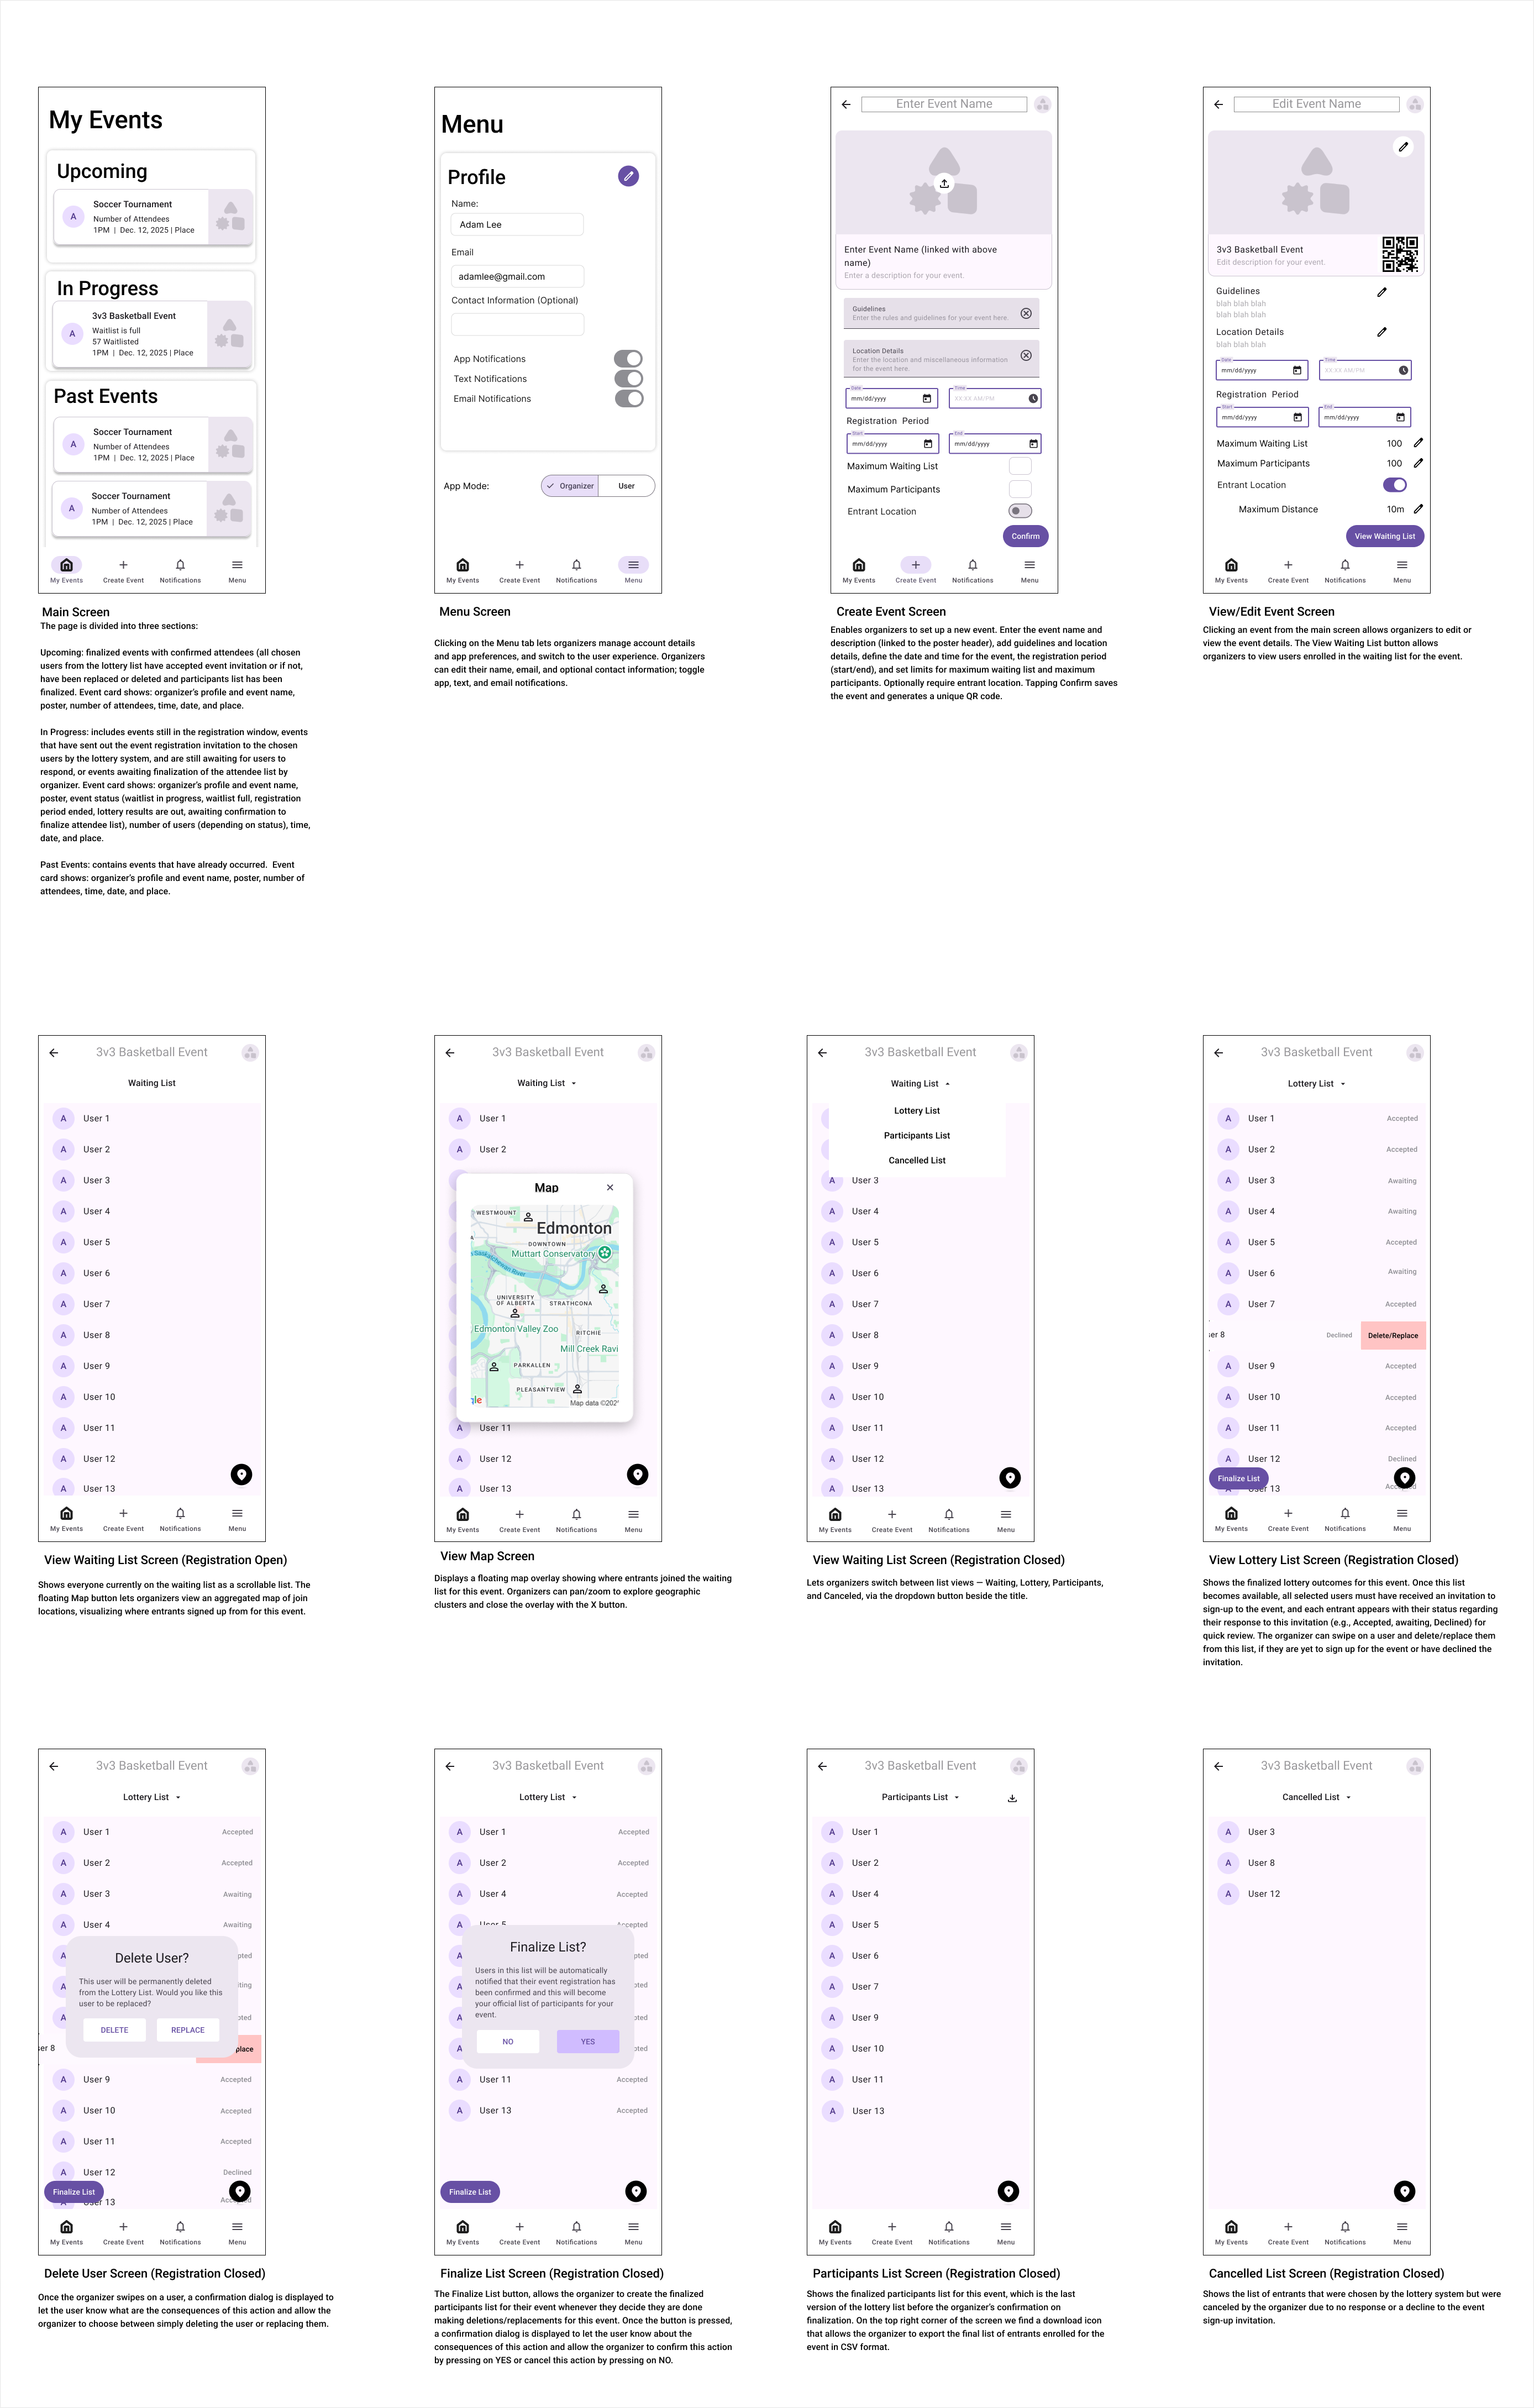 My Events
Upcoming
A
Soccer Tournament
Number of Attendees
1PM | Dec. 12, 2025 | Place
In Progress
A
3v3 Basketball Event
Waitlist is full
57 Waitlisted
1PM | Dec. 12, 2025 | Place
Past Events
A
Soccer Tournament
Number of Attendees
1PM | Dec. 12, 2025 | Place
A
Soccer Tournament
Number of Attendees
1PM | Dec. 12, 2025 | Place
My Events Create Event Notifications Menu
Main Screen
The page is divided into three sections:
Upcoming: finalized events with confirmed attendees (all chosen
users from the lottery list have accepted event invitation or if not,
have been replaced or deleted and participants list has been
finalized. Event card shows: organizer's profile and event name,
poster, number of attendees, time, date, and place.
In Progress: includes events still in the registration window, events
that have sent out the event registration invitation to the chosen
users by the lottery system, and are still awaiting for users to
respond, or events awaiting finalization of the attendee list by
organizer. Event card shows: organizer's profile and event name,
poster, event status (waitlist in progress, waitlist full, registration
period ended, lottery results are out, awaiting confirmation to
finalize attendee list), number of users (depending on status), time,
date, and place.
Past Events: contains events that have already occurred. Event
card shows: organizer's profile and event name, poster, number of
attendees, time, date, and place.
Menu
Profile
Name:
Adam Lee
Email
adamlee@gmail.com
Contact Information (Optional)
App Notifications
Text Notifications
Email Notifications
App Mode: Organizer User
My Events Create Event Notifications Menu
Menu Screen
Clicking on the Menu tab lets organizers manage account details
and app preferences, and switch to the user experience. Organizers
can edit their name, email, and optional contact information; toggle
app, text, and email notifications.
Enter Event Name
Enter Event Name (linked with above
name)
Enter a description for your event.
Guidelines
Enter the rules and guidelines for your event here.
Location Details
Enter the location and miscellaneous information
for the event here.
Date Time
mm/dd/yyyy XX:XX AM/PM
Registration Period
Start End
mm/dd/yyyy mm/dd/yyyy
Maximum Waiting List
Maximum Participants
Entrant Location
Confirm
My Events Create Event Notifications Menu
Create Event Screen
Enables organizers to set up a new event. Enter the event name and
description (linked to the poster header), add guidelines and location
details, define the date and time for the event, the registration period
(start/end), and set limits for maximum waiting list and maximum
participants. Optionally require entrant location. Tapping Confirm saves
the event and generates a unique QR code.
Edit Event Name
3v3 Basketball Event
Edit description for your event.
Guidelines
blah blah blah
blah blah blah
Location Details
blah blah blah
Date Time
mm/dd/yyyy XX:XX AM/PM
Registration Period
Start End
mm/dd/yyyy mm/dd/yyyy
Maximum Waiting List 100
Maximum Participants 100
Entrant Location
Maximum Distance 10m
View Waiting List
My Events Create Event Notifications Menu
View/Edit Event Screen
Clicking an event from the main screen allows organizers to edit or
view the event details. The View Waiting List button allows
organizers to view users enrolled in the waiting list for the event.
3v3 Basketball Event
Waiting List
A User 1
A User 2
A User 3
A User 4
A User 5
A User 6
A User 7
A User 8
A User 9
A User 10
A User 11
A User 12
A User 13
My Events Create Event Notifications Menu
View Waiting List Screen (Registration Open)
Shows everyone currently on the waiting list as a scrollable list. The
floating Map button lets organizers view an aggregated map of join
locations, visualizing where entrants signed up from for this event.
3v3 Basketball Event
Waiting List
A User 1
A User 2
Map
WESTMOUNT
Edmonton
DOWNTOWN
Muttart Conservatory
Saskatchewan River
UNIVERSITY
OF ALBERTA STRATHCONA
Edmonton Valley Zoo
RITCHIE
Mill Creek Ravi
PARKALLEN
PLEASANTVIEW
gle Map data ©202
A User 11
A User 12
A User 13
My Events Create Event Notifications Menu
View Map Screen
Displays a floating map overlay showing where entrants joined the waiting
list for this event. Organizers can pan/zoom to explore geographic
clusters and close the overlay with the X button.
3v3 Basketball Event
Waiting List
Lottery List
Participants List
Cancelled List
A User 3
A User 4
A User 5
A User 6
A User 7
A User 8
A User 9
A User 10
A User 11
A User 12
A User 13
My Events Create Event Notifications Menu
View Waiting List Screen (Registration Closed)
Lets organizers switch between list views — Waiting, Lottery, Participants,
and Canceled, via the dropdown button beside the title.
3v3 Basketball Event
Lottery List
A User 1 Accepted
A User 2 Accepted
A User 3 Awaiting
A User 4 Awaiting
A User 5 Accepted
A User 6 Awaiting
A User 7 Accepted
ser 8 Declined Delete/Replace
A User 9 Accepted
A User 10 Accepted
A User 11 Accepted
A User 12 Declined
Finalize List
User 13
My Events Create Event Notifications Menu
View Lottery List Screen (Registration Closed)
Shows the finalized lottery outcomes for this event. Once this list
becomes available, all selected users must have received an invitation to
sign-up to the event, and each entrant appears with their status regarding
their response to this invitation (e.g., Accepted, awaiting, Declined) for
quick review. The organizer can swipe on a user and delete/replace them
from this list, if they are yet to sign up for the event or have declined the
invitation.
3v3 Basketball Event
Lottery List
A User 1 Accepted
A User 2 Accepted
A User 3 Awaiting
A User 4 Awaiting
Delete User?
This user will be permanently deleted
from the Lottery List. Would you like this
user to be replaced?
DELETE REPLACE
ser 8 place
A User 9 Accepted
A User 10 Accepted
A User 11 Accepted
A User 12 Declined
Finalize List
User 13
My Events Create Event Notifications Menu
Delete User Screen (Registration Closed)
Once the organizer swipes on a user, a confirmation dialog is displayed to
let the user know what are the consequences of this action and allow the
organizer to choose between simply deleting the user or replacing them.
3v3 Basketball Event
Lottery List
A User 1 Accepted
A User 2 Accepted
A User 4 Accepted
A User 5 Accepted
Finalize List?
Users in this list will be automatically
notified that their event registration has
been confirmed and this will become
your official list of participants for your
event.
NO YES
A User 11 Accepted
A User 13 Accepted
Finalize List
My Events Create Event Notifications Menu
Finalize List Screen (Registration Closed)
The Finalize List button, allows the organizer to create the finalized
participants list for their event whenever they decide they are done
making deletions/replacements for this event. Once the button is pressed,
a confirmation dialog is displayed to let the user know about the
consequences of this action and allow the organizer to confirm this action
by pressing on YES or cancel this action by pressing on NO.
3v3 Basketball Event
Participants List
A User 1
A User 2
A User 4
A User 5
A User 6
A User 7
A User 9
A User 10
A User 11
A User 13
My Events Create Event Notifications Menu
Participants List Screen (Registration Closed)
Shows the finalized participants list for this event, which is the last
version of the lottery list before the organizer's confirmation on
finalization. On the top right corner of the screen we find a download icon
that allows the organizer to export the final list of entrants enrolled for the
event in CSV format.
3v3 Basketball Event
Cancelled List
A User 3
A User 8
A User 12
My Events Create Event Notifications Menu
Cancelled List Screen (Registration Closed)
Shows the list of entrants that were chosen by the lottery system but were
canceled by the organizer due to no response or a decline to the event
sign-up invitation.